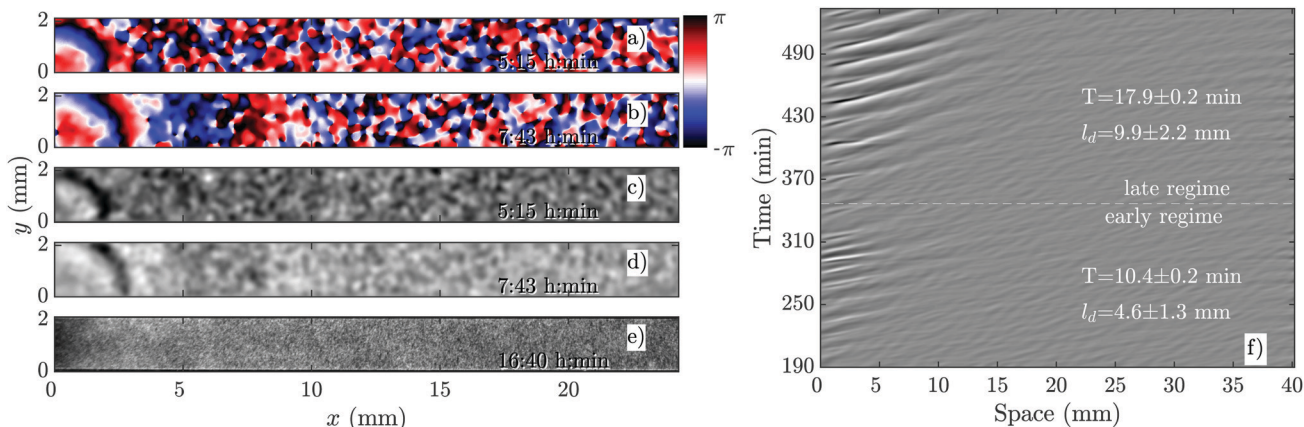 2
0
a)
5:15 h:min
π
-π
2
0
b)
7:43 h:min
2
0
c)
5:15 h:min
2
0
d)
7:43 h:min
2
0
e)
16:40 h:min
y (mm)
0 5 10 15 20
x (mm)
490
430
370
310
250
190
Time (min)
T=17.9±0.2 min
l_d=9.9±2.2 mm
late regime
early regime
T=10.4±0.2 min
l_d=4.6±1.3 mm
f)
0 5 10 15 20 25 30 35 40
Space (mm)